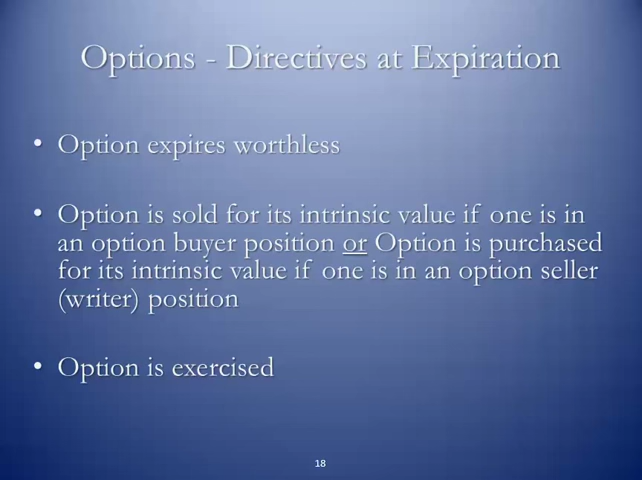 Options - Directives at Expiration
• Option expires worthless
• Option is sold for its intrinsic value if one is in
an option buyer position or Option is purchased
for its intrinsic value if one is in an option seller
(writer) position
• Option is exercised
18